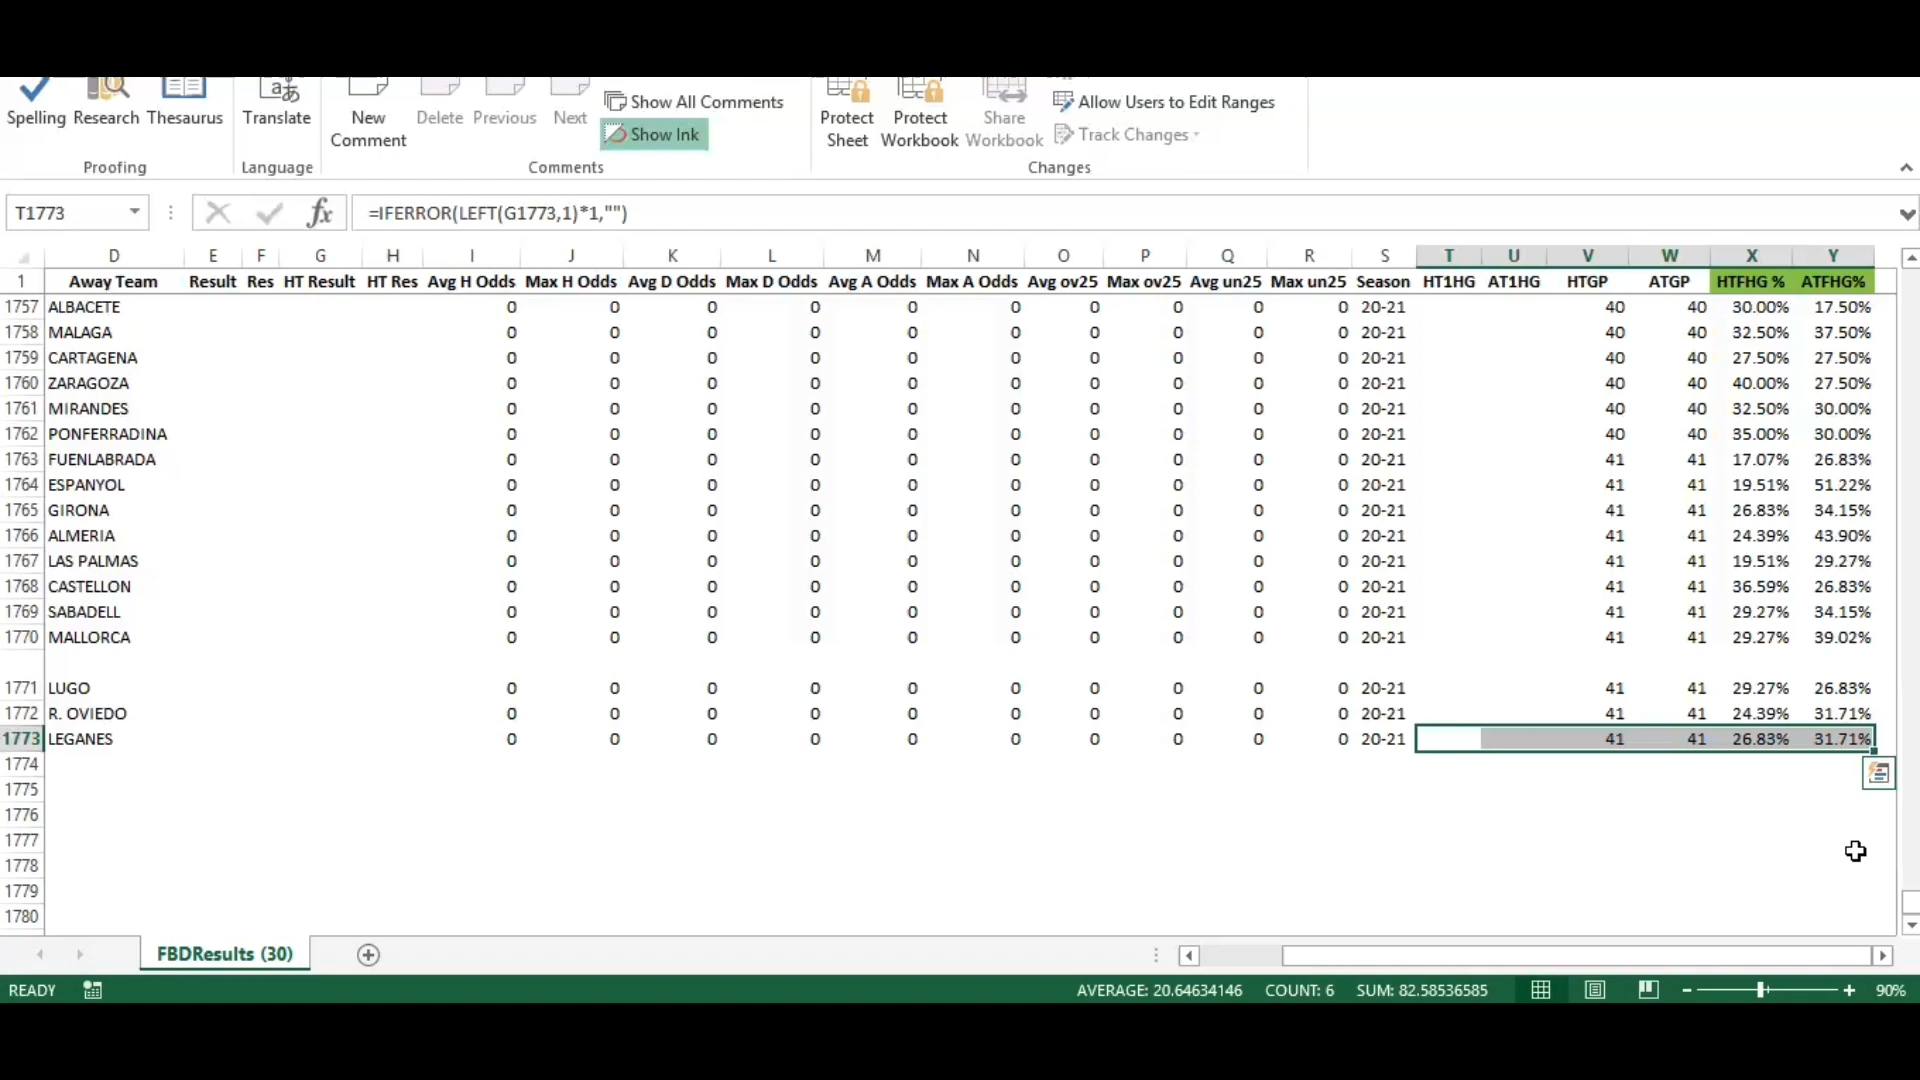 Spelling Research Thesaurus Translate New Comment Delete Previous Next Show All Comments Protect Sheet Protect Workbook Share Workbook Allow Users to Edit Ranges
Show Ink Track Changes
Proofing Language Comments Changes
T1773 fx =IFERROR(LEFT(G1773,1)*1,"")
D E F G H I J K L M N O P Q R S T U V W X Y
1 Away Team Result Res HT Result HT Res Avg H Odds Max H Odds Avg D Odds Max D Odds Avg A Odds Max A Odds Avg ov25 Max ov25 Avg un25 Max un25 Season HT1HG AT1HG HTGP ATGP HTFHG % ATFHG%
1757 ALBACETE 0 0 0 0 0 0 0 0 0 0 20-21 40 40 30.00% 17.50%
1758 MALAGA 0 0 0 0 0 0 0 0 0 0 20-21 40 40 32.50% 37.50%
1759 CARTAGENA 0 0 0 0 0 0 0 0 0 0 20-21 40 40 27.50% 27.50%
1760 ZARAGOZA 0 0 0 0 0 0 0 0 0 0 20-21 40 40 40.00% 27.50%
1761 MIRANDES 0 0 0 0 0 0 0 0 0 0 20-21 40 40 32.50% 30.00%
1762 PONFERRADINA 0 0 0 0 0 0 0 0 0 0 20-21 40 40 35.00% 30.00%
1763 FUENLABRADA 0 0 0 0 0 0 0 0 0 0 20-21 41 41 17.07% 26.83%
1764 ESPANYOL 0 0 0 0 0 0 0 0 0 0 20-21 41 41 19.51% 51.22%
1765 GIRONA 0 0 0 0 0 0 0 0 0 0 20-21 41 41 26.83% 34.15%
1766 ALMERIA 0 0 0 0 0 0 0 0 0 0 20-21 41 41 24.39% 43.90%
1767 LAS PALMAS 0 0 0 0 0 0 0 0 0 0 20-21 41 41 19.51% 29.27%
1768 CASTELLON 0 0 0 0 0 0 0 0 0 0 20-21 41 41 36.59% 26.83%
1769 SABADELL 0 0 0 0 0 0 0 0 0 0 20-21 41 41 29.27% 34.15%
1770 MALLORCA 0 0 0 0 0 0 0 0 0 0 20-21 41 41 29.27% 39.02%
1771 LUGO 0 0 0 0 0 0 0 0 0 0 20-21 41 41 29.27% 26.83%
1772 R. OVIEDO 0 0 0 0 0 0 0 0 0 0 20-21 41 41 24.39% 31.71%
1773 LEGANES 0 0 0 0 0 0 0 0 0 0 20-21 41 41 26.83% 31.71%
1774
1775
1776
1777
1778
1779
1780
FBDResults (30)
READY AVERAGE: 20.64634146 COUNT: 6 SUM: 82.58536585 90%